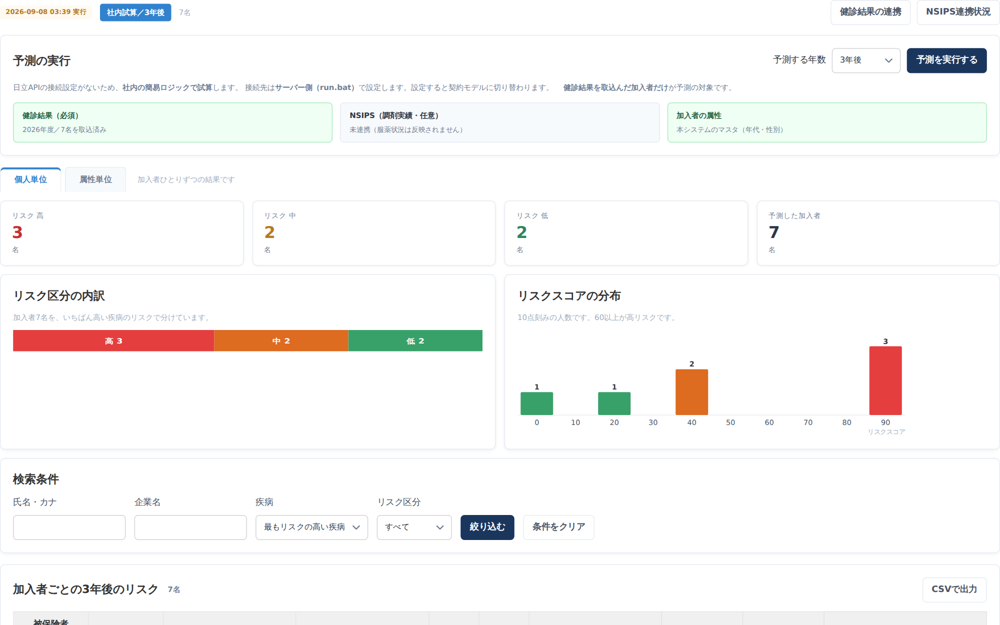 2026-09-08 03:39 実行
社内試算／3年後
7名
健診結果の連携
NSIPS連携状況
予測の実行
予測する年数
3年後
予測を実行する
日立APIの接続設定がないため、社内の簡易ロジックで試算します。 接続先はサーバー側（run.bat）で設定します。設定すると契約モデルに切り替わります。 健診結果を取込んだ加入者だけが予測の対象です。
健診結果（必須）
2026年度／7名を取込済み
NSIPS（調剤実績・任意）
未連携（服薬状況は反映されません）
加入者の属性
本システムのマスタ（年代・性別）
個人単位
属性単位
加入者ひとりずつの結果です
リスク 高
3
名
リスク 中
2
名
リスク 低
2
名
予測した加入者
7
名
リスク区分の内訳
加入者7名を、いちばん高い疾病のリスクで分けています。
高 3
中 2
低 2
リスクスコアの分布
10点刻みの人数です。60以上が高リスクです。
1
1
2
3
0
10
20
30
40
50
60
70
80
90
リスクスコア
検索条件
氏名・カナ
企業名
疾病
リスク区分
最もリスクの高い疾病
すべて
絞り込む
条件をクリア
加入者ごとの3年後のリスク
7名
CSVで出力
被保険者